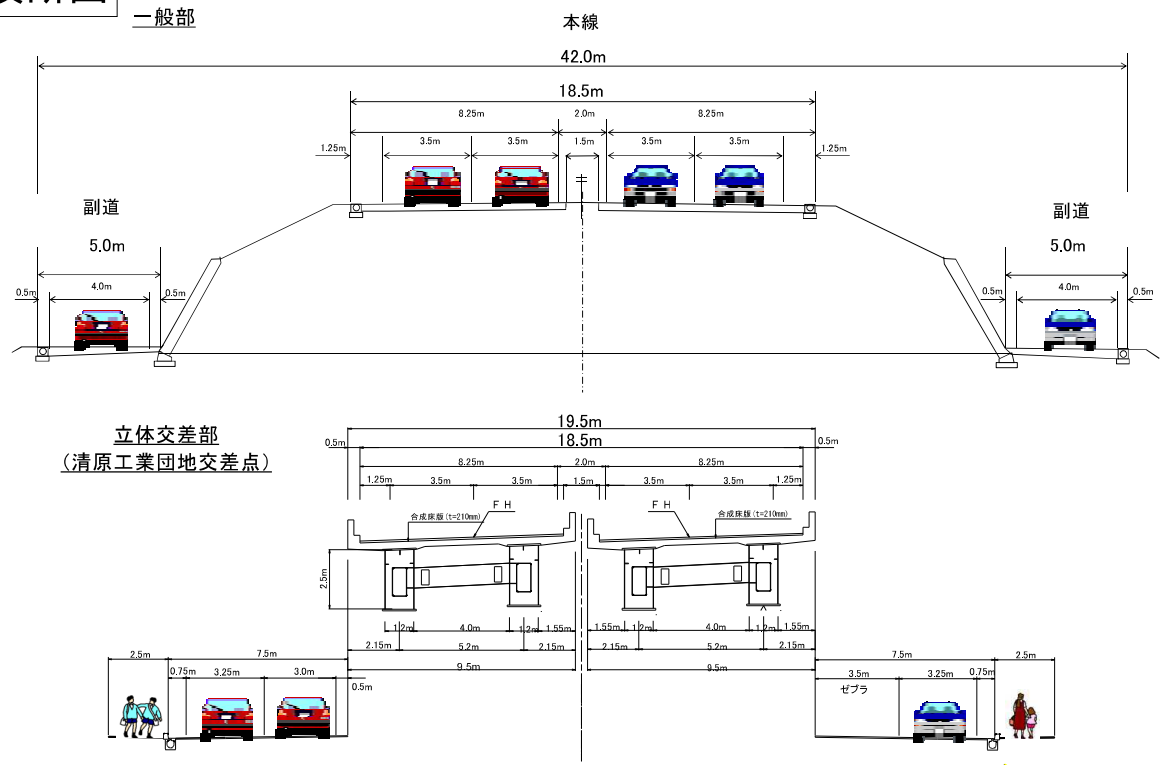 一般部
本線
42.0m
18.5m
8.25m 2.0m 8.25m
1.25m 3.5m 3.5m 1.5m 3.5m 3.5m 1.25m
副道 副道
5.0m 5.0m
0.5m 4.0m 0.5m 0.5m 4.0m 0.5m
立体交差部
(清原工業団地交差点)
19.5m
0.5m 18.5m 0.5m
8.25m 2.0m 8.25m
1.25m 3.5m 3.5m 1.5m 3.5m 3.5m 1.25m
合成床版(t=210mm) F H F H 合成床版(t=210mm)
2.5m
1.2m 4.0m 1.2m 1.55m 1.55m 1.2m 4.0m 1.2m 1.55m
2.15m 5.2m 2.15m 2.15m 5.2m 2.15m
9.5m 9.5m
2.5m 7.5m 7.5m 2.5m
0.75m 3.25m 3.0m 0.5m 3.5m 3.25m 0.75m
ゼブラ